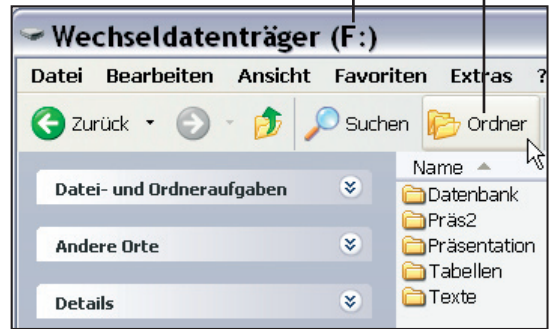 Wechseldatenträger (F:)
Datei Bearbeiten Ansicht Favoriten Extras ?
Zurück Suchen Ordner
Name
Datei- und Ordneraufgaben
Datenbank
Präs2
Andere Orte
Präsentation
Tabellen
Details
Texte